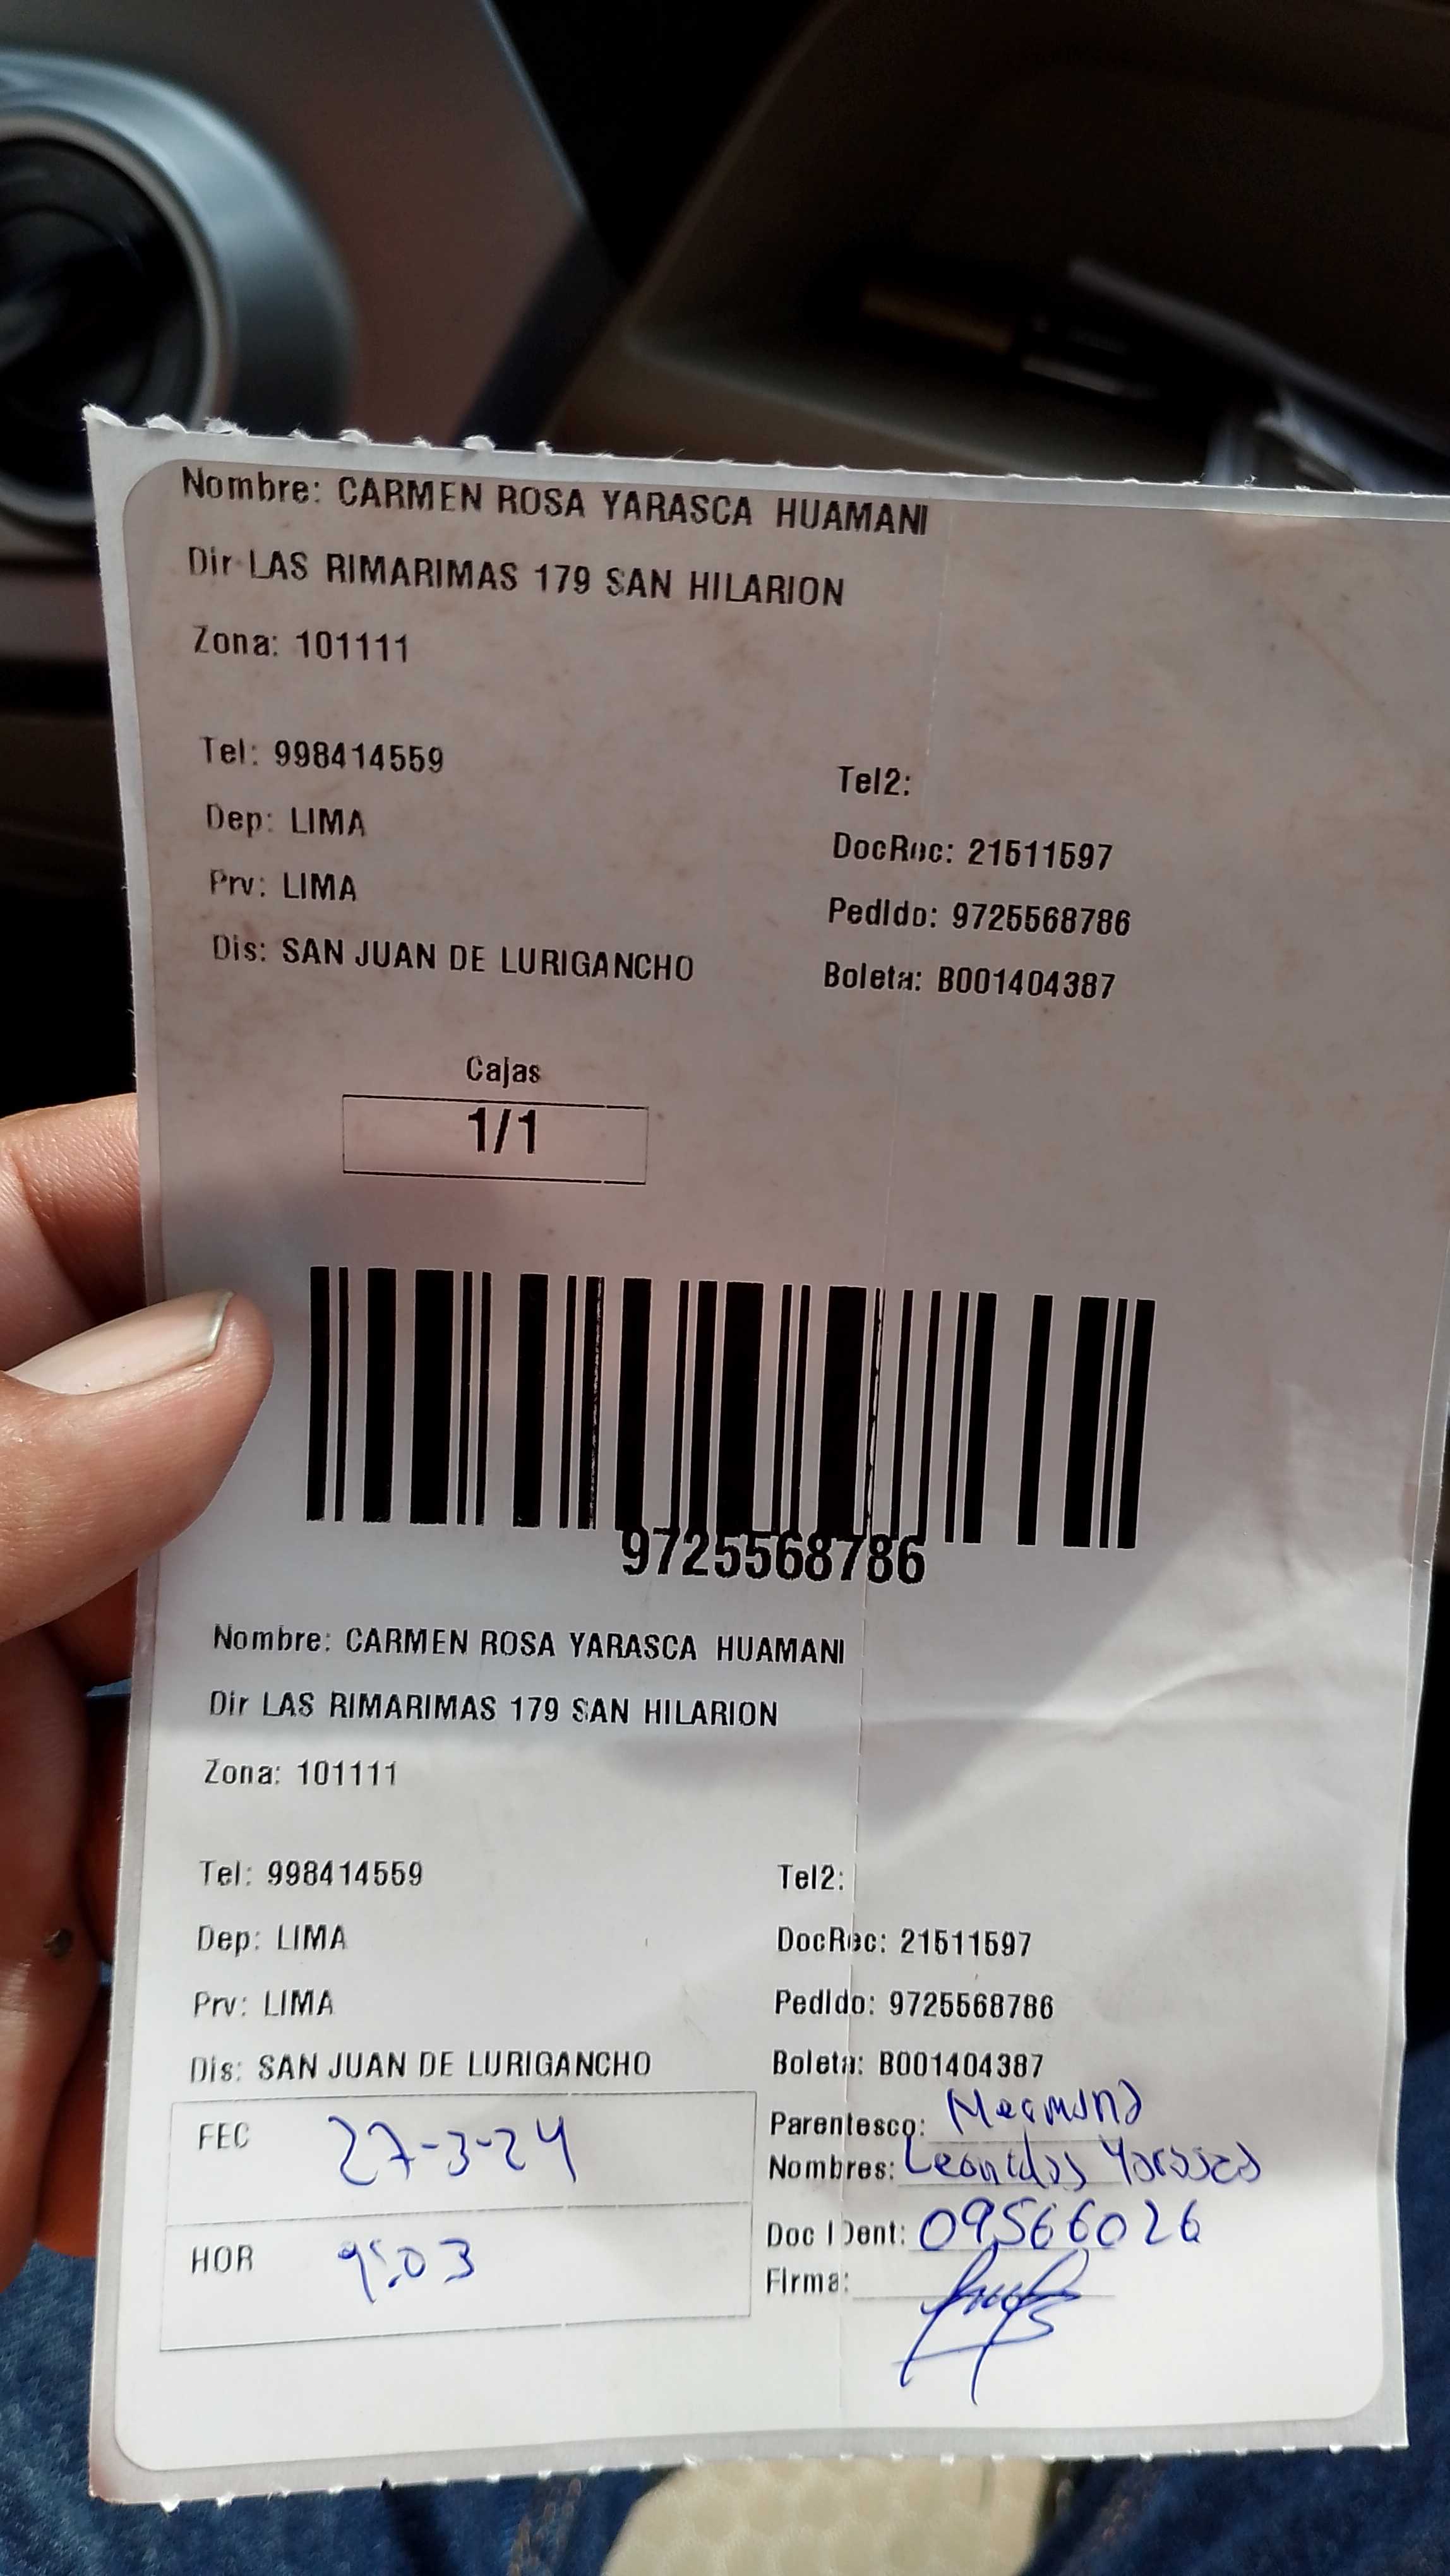 Nombre: CARMEN ROSA YARASCA HUAMANI
Dir LAS RIMARIMAS 179 SAN HILARION
Zona: 101111
Tel: 998414559
Tel2:
Dep: LIMA
DocRec: 21511597
Prv: LIMA
Pedido: 9725568786
Dis: SAN JUAN DE LURIGANCHO
Boleta: B001404387
Cajas
1/1
9725568786
Nombre: CARMEN ROSA YARASCA HUAMANI
Dir LAS RIMARIMAS 179 SAN HILARION
Zona: 101111
Tel: 998414559
Tel2:
Dep: LIMA
DocRec: 21511597
Prv: LIMA
Pedido: 9725568786
Dis: SAN JUAN DE LURIGANCHO
Boleta: B001404387
FEC 27-3-24
Parentesco:
Nombres: Leonidas Yarasca
HOR 9:03
Doc Ident: 09566026
Firma: